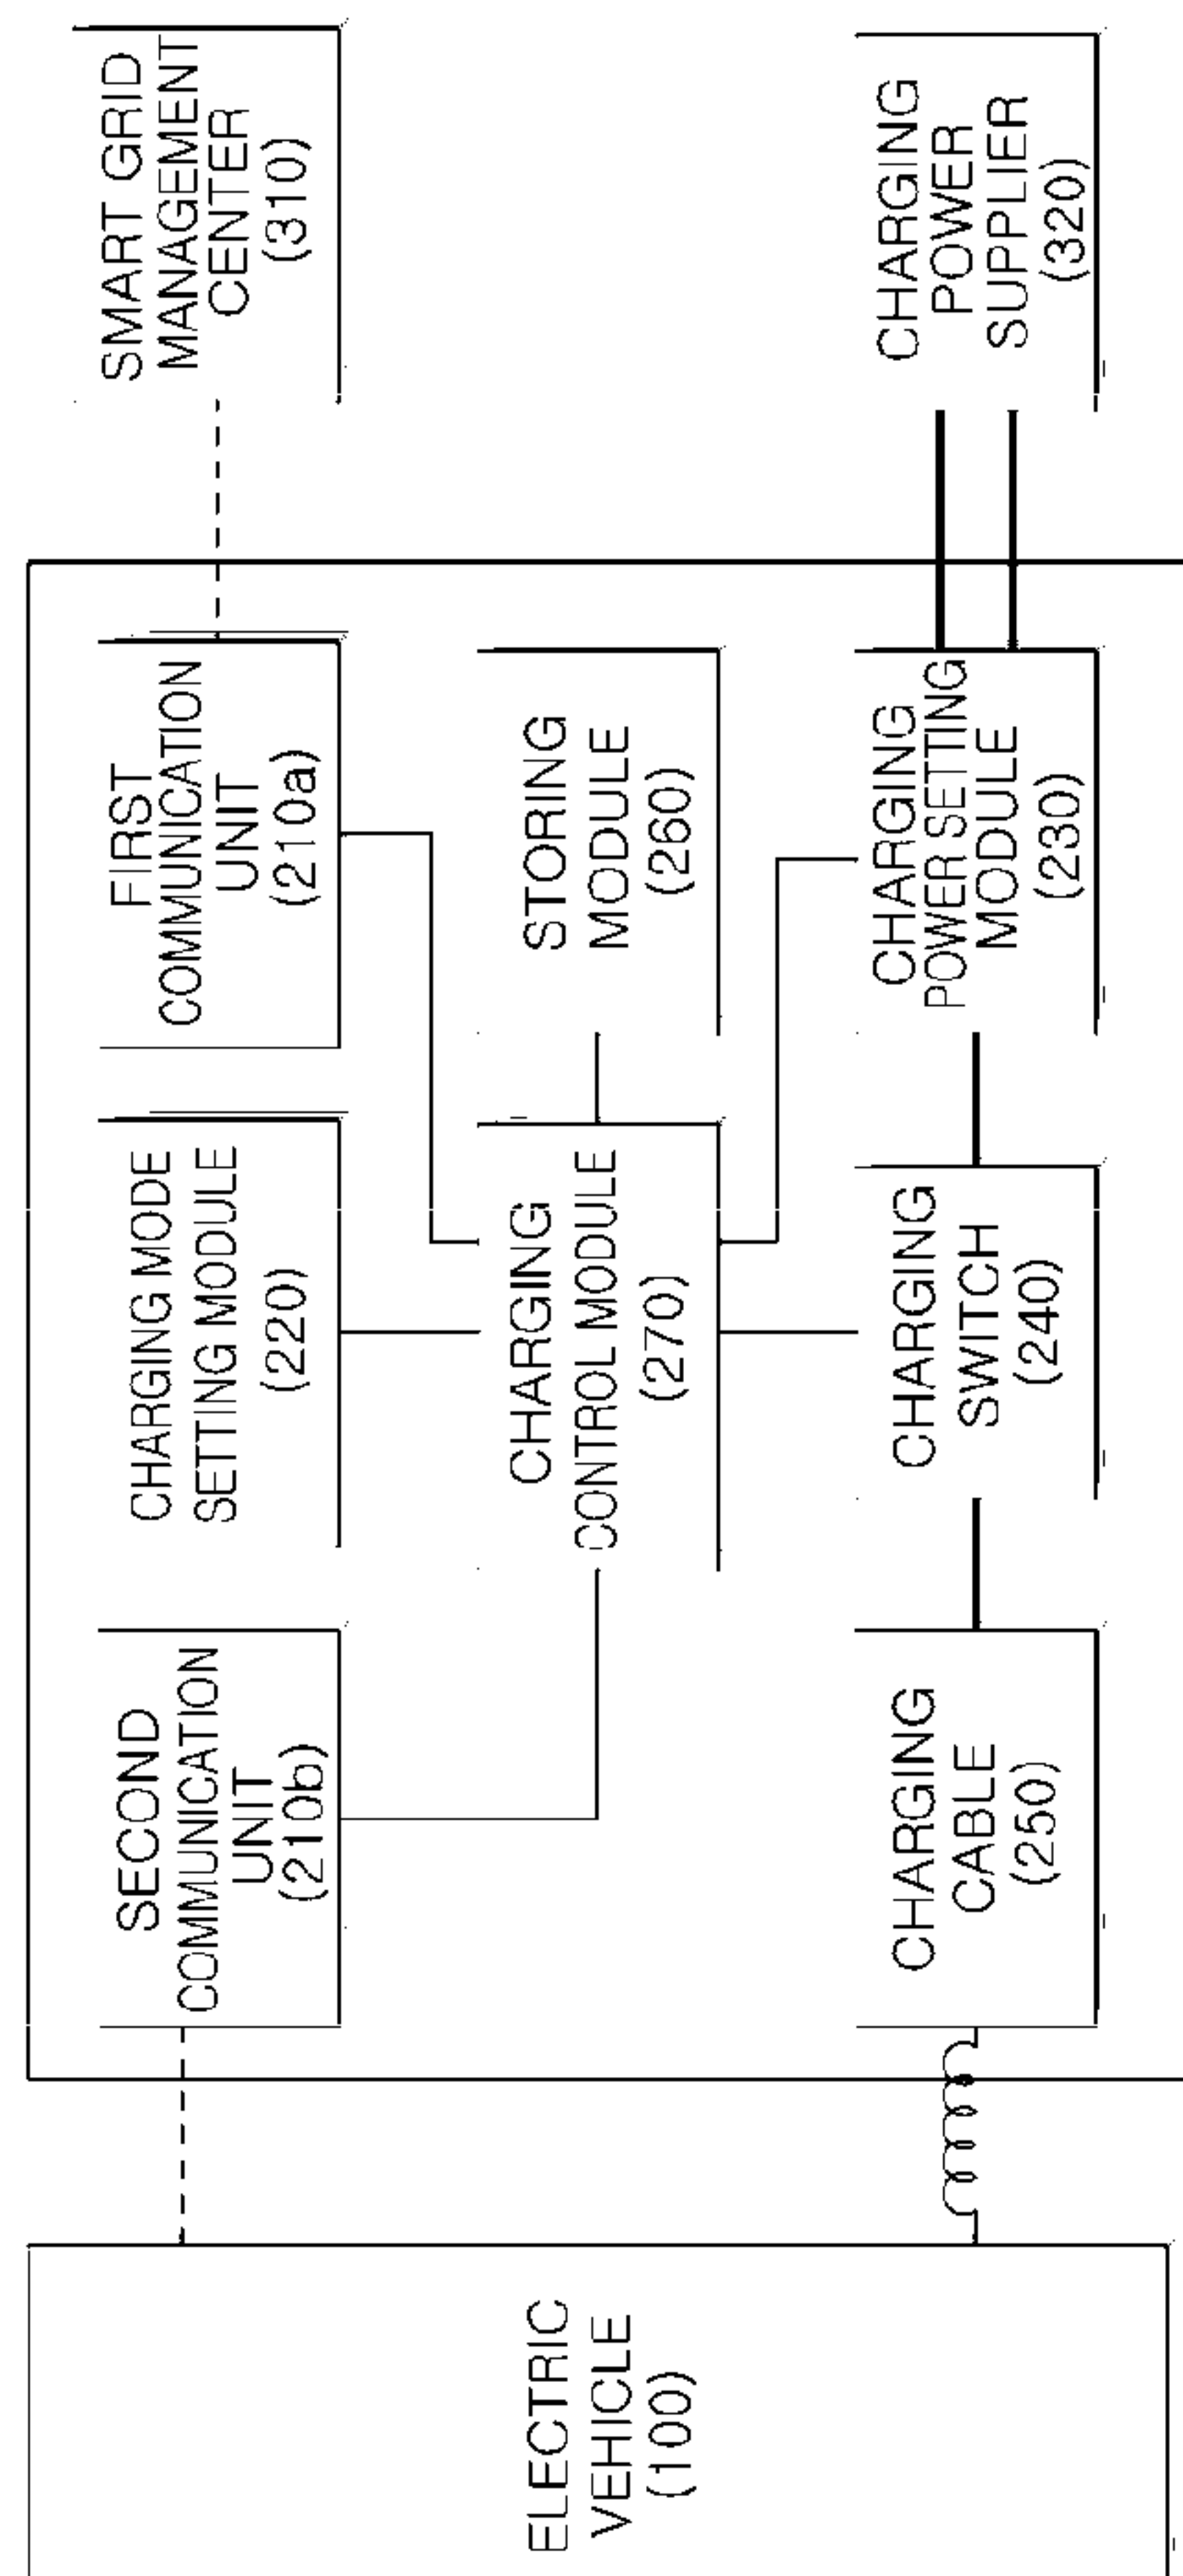 ELECTRIC
VEHICLE
(100)
SECOND
COMMUNICATION
UNIT
(210b)
CHARGING MODE
SETTING MODULE
(220)
FIRST
COMMUNICATION
UNIT
(210a)
SMART GRID
MANAGEMENT
CENTER
(310)
CHARGING
CONTROL MODULE
(270)
STORING
MODULE
(260)
CHARGING
CABLE
(250)
CHARGING
SWITCH
(240)
CHARGING
POWER SETTING
MODULE
(230)
CHARGING
POWER
SUPPLIER
(320)